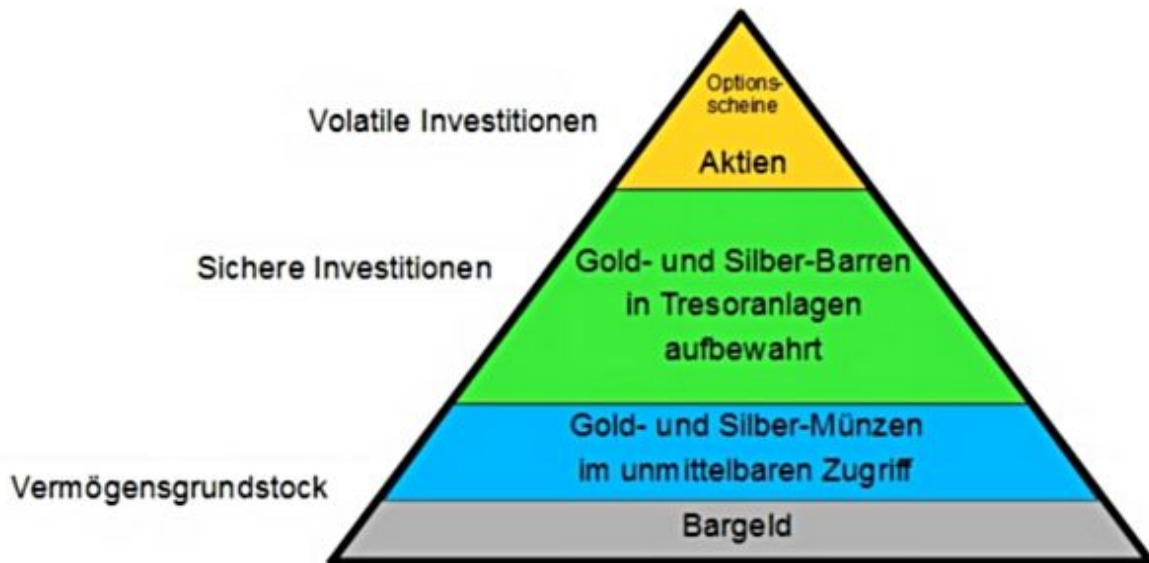 Options-
scheine
Volatile Investitionen
Aktien
Sichere Investitionen
Gold- und Silber-Barren
in Tresoranlagen
aufbewahrt
Gold- und Silber-Münzen
im unmittelbaren Zugriff
Vermögensgrundstock
Bargeld